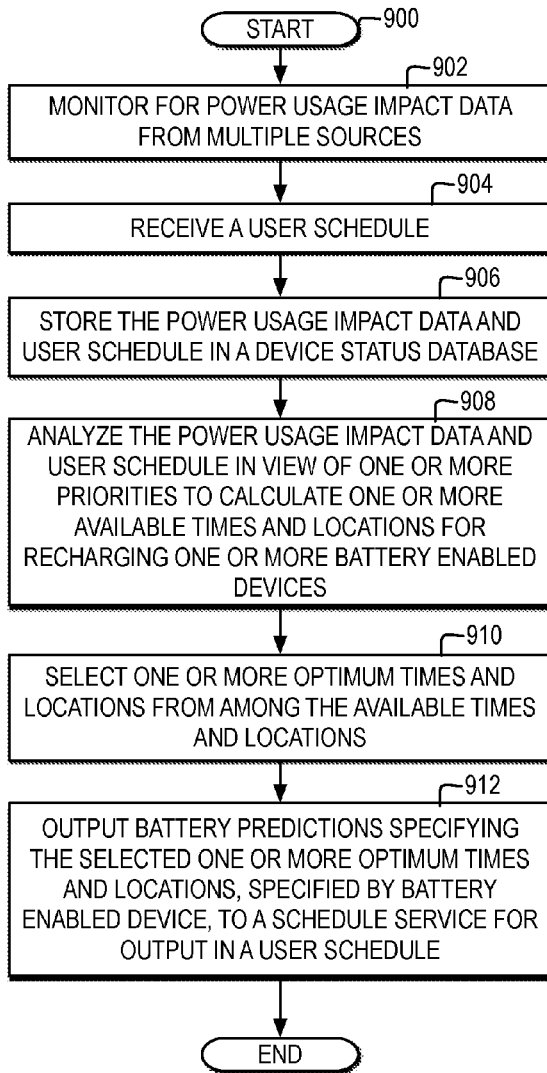 START
900
902
MONITOR FOR POWER USAGE IMPACT DATA
FROM MULTIPLE SOURCES
904
RECEIVE A USER SCHEDULE
906
STORE THE POWER USAGE IMPACT DATA AND
USER SCHEDULE IN A DEVICE STATUS DATABASE
908
ANALYZE THE POWER USAGE IMPACT DATA AND
USER SCHEDULE IN VIEW OF ONE OR MORE
PRIORITIES TO CALCULATE ONE OR MORE
AVAILABLE TIMES AND LOCATIONS FOR
RECHARGING ONE OR MORE BATTERY ENABLED
DEVICES
910
SELECT ONE OR MORE OPTIMUM TIMES AND
LOCATIONS FROM AMONG THE AVAILABLE TIMES
AND LOCATIONS
912
OUTPUT BATTERY PREDICTIONS SPECIFYING
THE SELECTED ONE OR MORE OPTIMUM TIMES
AND LOCATIONS, SPECIFIED BY BATTERY
ENABLED DEVICE, TO A SCHEDULE SERVICE FOR
OUTPUT IN A USER SCHEDULE
END